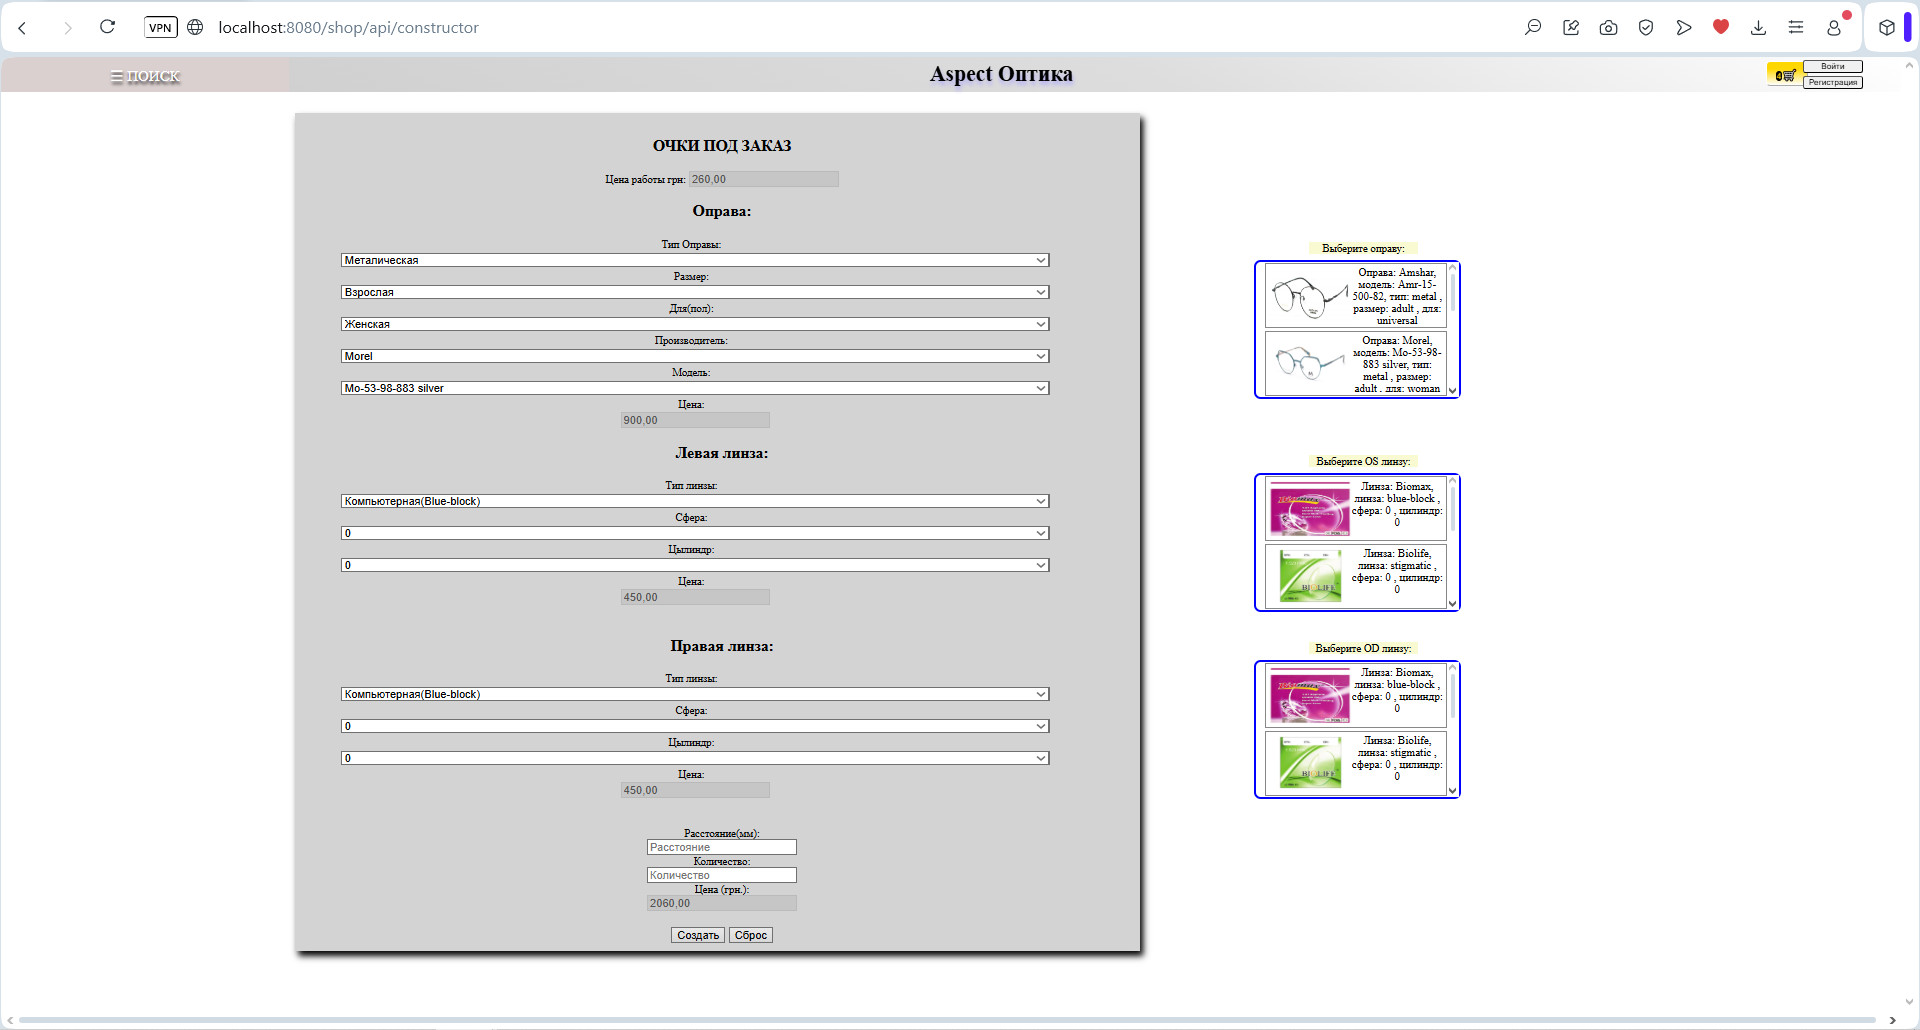 VPN localhost:8080/shop/api/constructor
☰ ПОИСК
Aspect Оптика
0
Войти
Регистрация
ОЧКИ ПОД ЗАКАЗ
Цена работы грн: 260,00
Оправа:
Тип Оправы:
Металическая
Размер:
Взрослая
Для(пол):
Женская
Производитель:
Morel
Модель:
Mo-53-98-883 silver
Цена:
900,00
Левая линза:
Тип линзы:
Компьютерная(Blue-block)
Сфера:
0
Цылиндр:
0
Цена:
450,00
Правая линза:
Тип линзы:
Компьютерная(Blue-block)
Сфера:
0
Цылиндр:
0
Цена:
450,00
Расстояние(мм):
Расстояние
Количество:
Количество
Цена (грн.):
2060,00
Создать Сброс
Выберите оправу:
Оправа: Amshar,
модель: Amr-15-
500-82, тип: metal ,
размер: adult , для:
universal
Оправа: Morel,
модель: Mo-53-98-
883 silver, тип:
metal , размер:
adult , для: woman
Выберите OS линзу:
Линза: Biomax,
линза: blue-block ,
сфера: 0 , цилиндр:
0
Линза: Biolife,
линза: stigmatic ,
сфера: 0 , цилиндр:
0
BIOLIFE
Выберите OD линзу:
Линза: Biomax,
линза: blue-block ,
сфера: 0 , цилиндр:
0
Линза: Biolife,
линза: stigmatic ,
сфера: 0 , цилиндр:
0
BIOLIFE